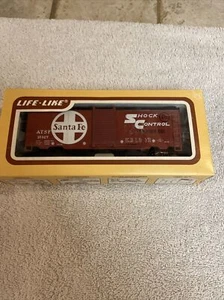 LIFE-LIKE®
Santa Fe
SHOCK
CONTROL
ATSF